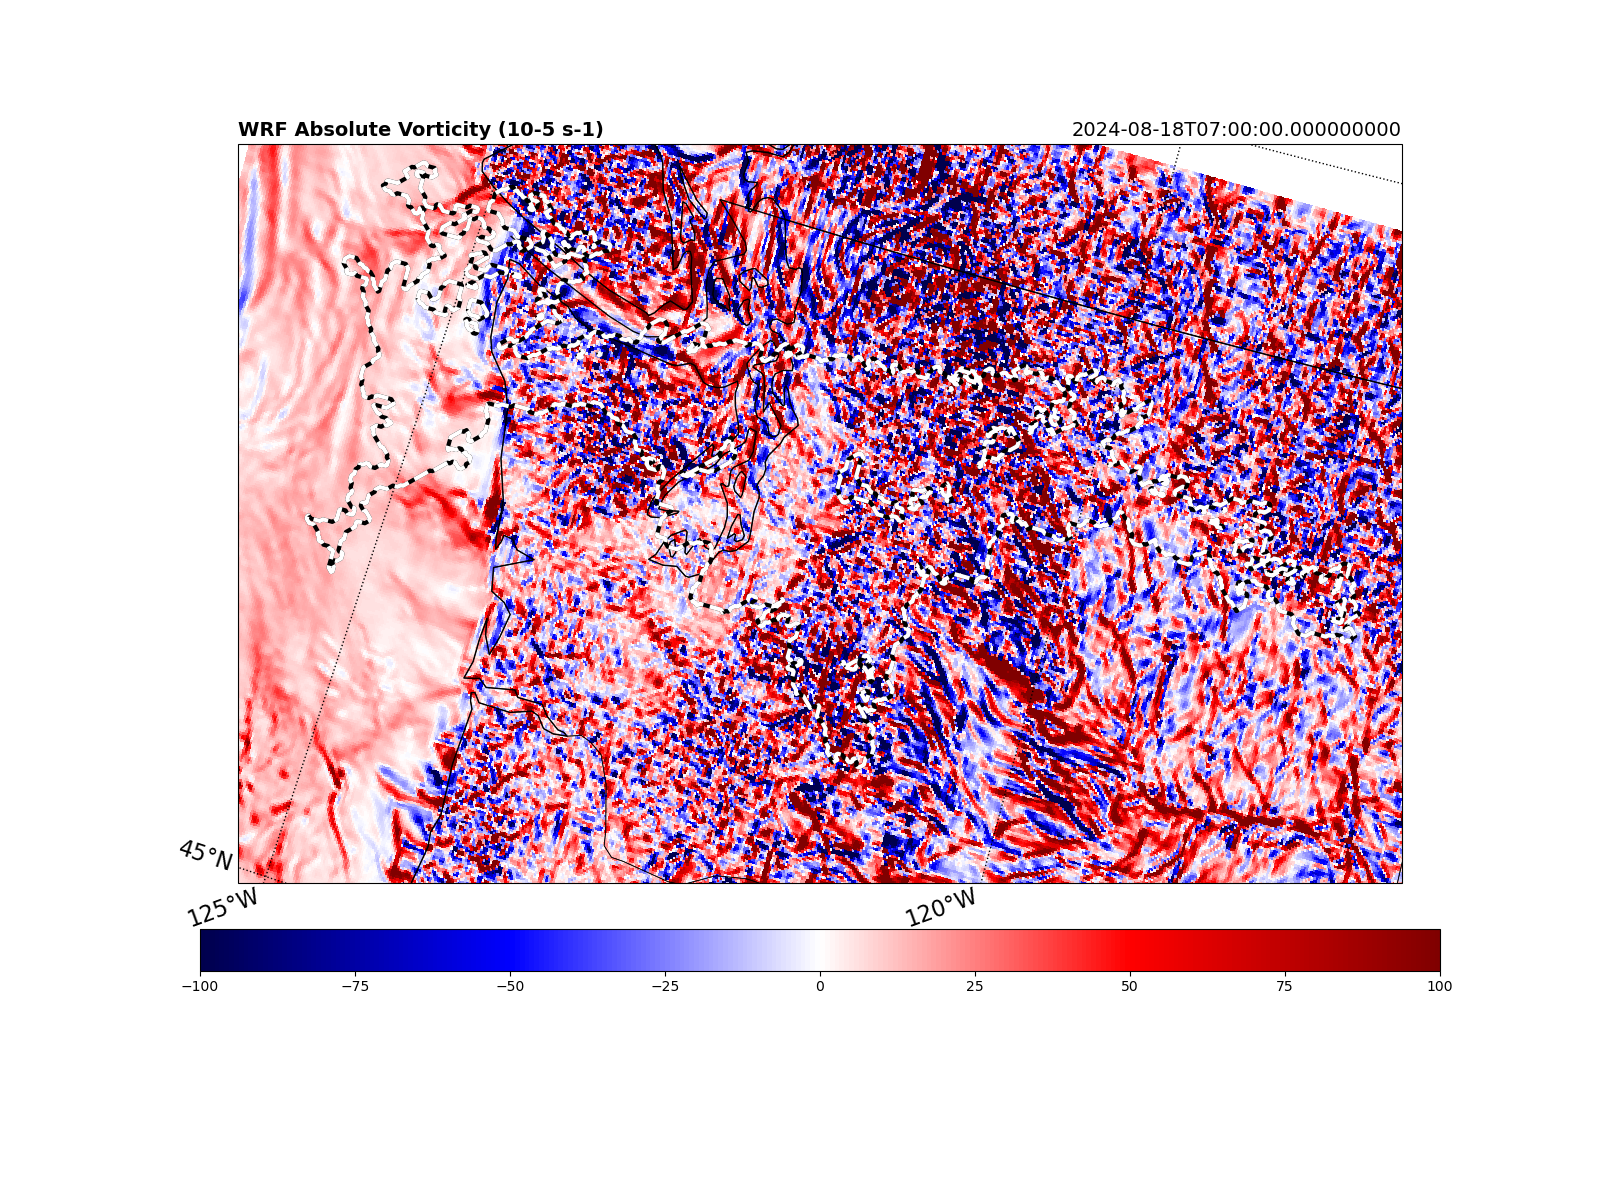 WRF Absolute Vorticity (10-5 s-1)
2024-08-18T07:00:00.000000000
45°N
125°W
120°W
−100 −75 −50 −25 0 25 50 75 100